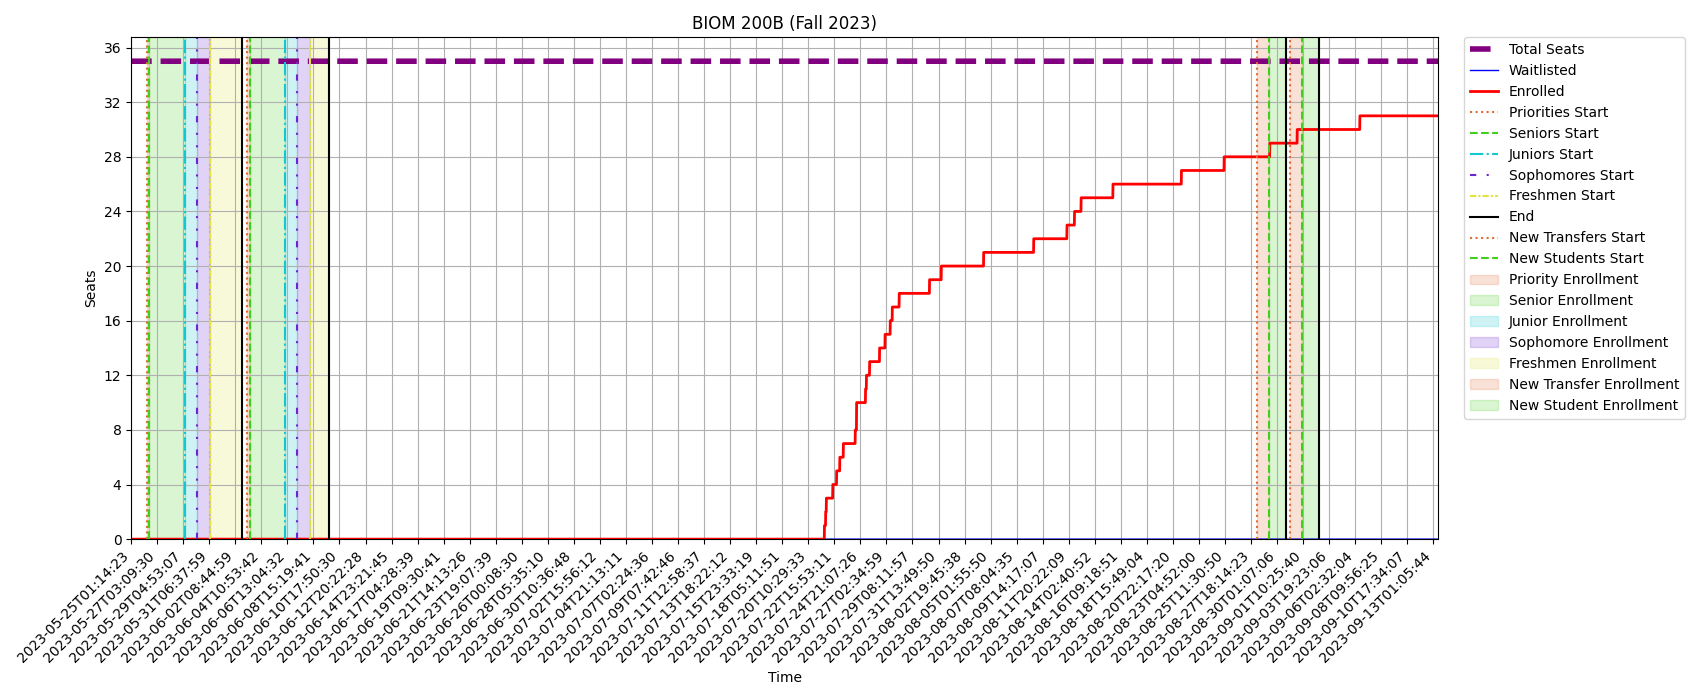 BIOM 200B (Fall 2023)
Seats
36
32
28
24
20
16
12
8
4
0
2023-05-25T01:14:23
2023-05-27T03:09:30
2023-05-29T04:53:07
2023-05-31T06:37:59
2023-06-02T08:44:59
2023-06-04T10:53:42
2023-06-06T13:04:32
2023-06-08T15:19:41
2023-06-10T17:50:30
2023-06-12T20:22:28
2023-06-14T23:21:45
2023-06-17T04:28:39
2023-06-19T09:30:41
2023-06-21T14:13:26
2023-06-23T19:07:39
2023-06-26T00:08:30
2023-06-28T05:35:10
2023-06-30T10:36:48
2023-07-02T15:56:12
2023-07-04T21:13:11
2023-07-07T02:24:36
2023-07-09T07:42:46
2023-07-11T12:58:37
2023-07-13T18:22:12
2023-07-15T23:33:19
2023-07-18T05:11:51
2023-07-20T10:29:33
2023-07-22T15:53:11
2023-07-24T21:07:26
2023-07-27T02:34:59
2023-07-29T08:11:57
2023-07-31T13:49:50
2023-08-02T19:45:38
2023-08-05T01:55:50
2023-08-07T08:04:35
2023-08-09T14:17:07
2023-08-11T20:22:09
2023-08-14T02:40:52
2023-08-16T09:18:51
2023-08-18T15:49:04
2023-08-20T22:17:20
2023-08-23T04:52:00
2023-08-25T11:30:50
2023-08-27T18:14:23
2023-08-30T01:07:06
2023-09-01T10:25:40
2023-09-03T19:23:06
2023-09-06T02:32:04
2023-09-08T09:56:25
2023-09-10T17:34:07
2023-09-13T01:05:44
Time
Total Seats
Waitlisted
Enrolled
Priorities Start
Seniors Start
Juniors Start
Sophomores Start
Freshmen Start
End
New Transfers Start
New Students Start
Priority Enrollment
Senior Enrollment
Junior Enrollment
Sophomore Enrollment
Freshmen Enrollment
New Transfer Enrollment
New Student Enrollment